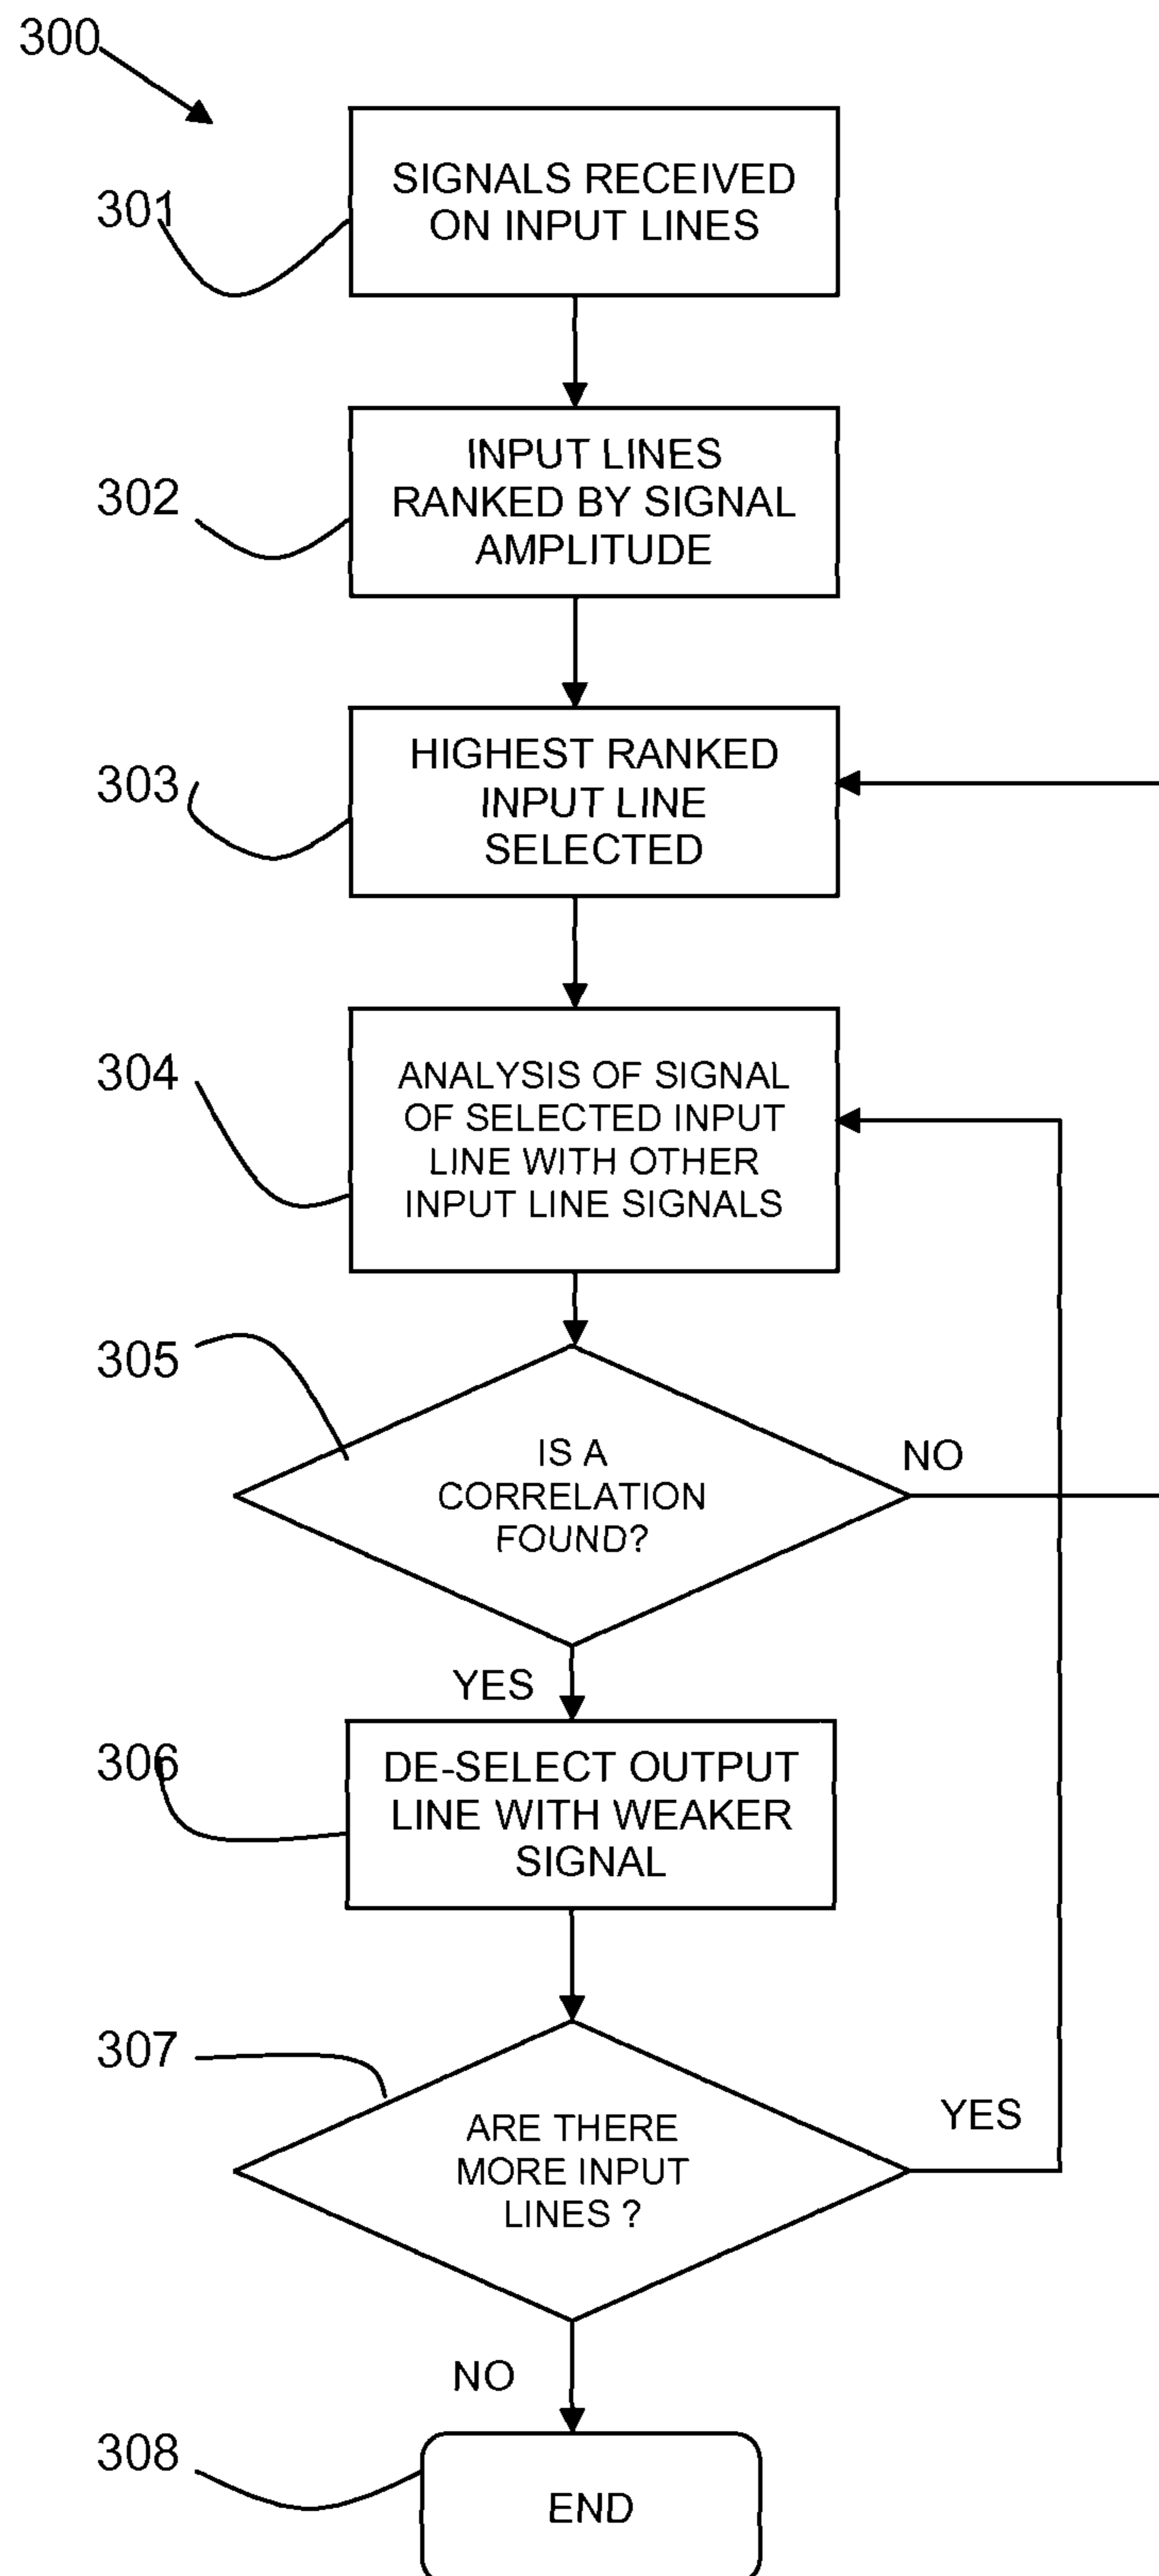 300
301
SIGNALS RECEIVED
ON INPUT LINES
302
INPUT LINES
RANKED BY SIGNAL
AMPLITUDE
303
HIGHEST RANKED
INPUT LINE
SELECTED
304
ANALYSIS OF SIGNAL
OF SELECTED INPUT
LINE WITH OTHER
INPUT LINE SIGNALS
305
IS A
CORRELATION
FOUND?
NO
YES
306
DE-SELECT OUTPUT
LINE WITH WEAKER
SIGNAL
307
ARE THERE
MORE INPUT
LINES ?
YES
NO
308
END